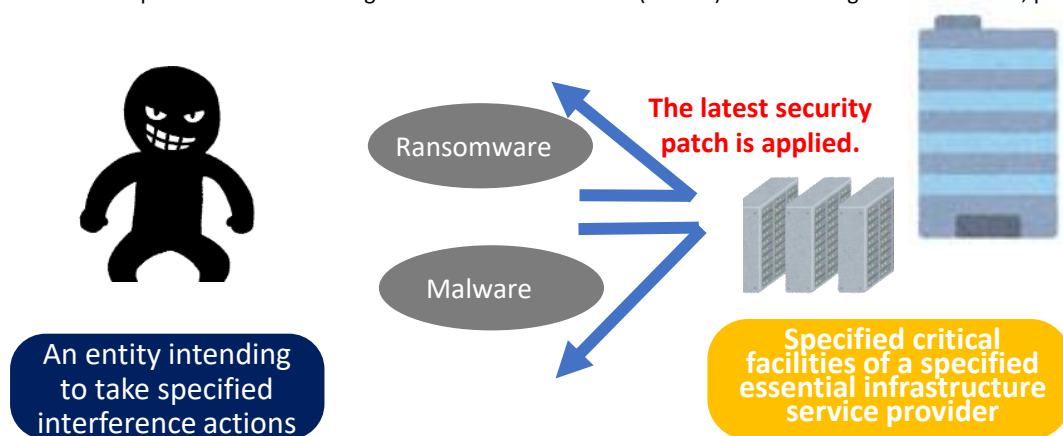 The latest security
patch is applied.
Ransomware
Malware
An entity intending
to take specified
interference actions
Specified critical
facilities of a specified
essential infrastructure
service provider